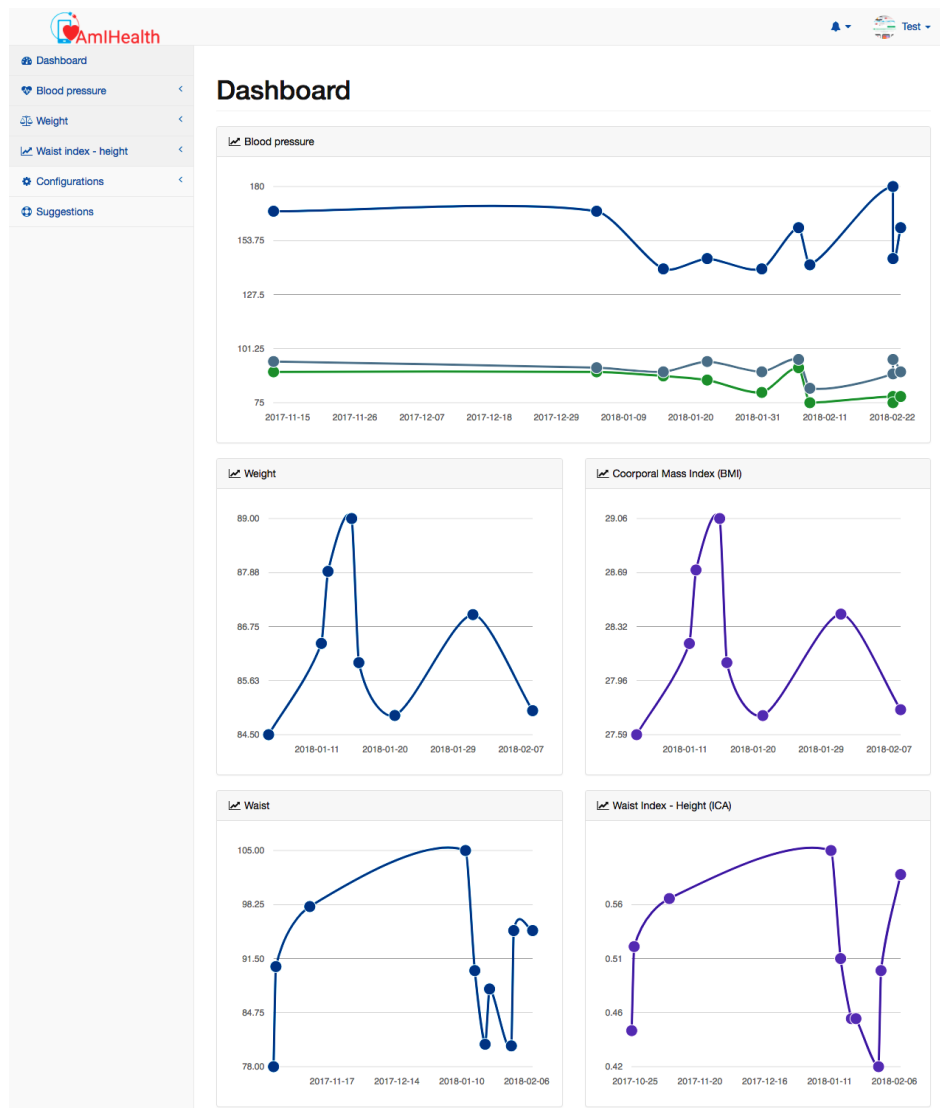 AmIHealth
Test
Dashboard
Blood pressure
Weight
Waist index - height
Configurations
Suggestions
Dashboard
Blood pressure
180
153.75
127.5
101.25
75
2017-11-15 2017-11-26 2017-12-07 2017-12-18 2017-12-29 2018-01-09 2018-01-20 2018-01-31 2018-02-11 2018-02-22
Weight
89.00
87.88
86.75
85.63
84.50
2018-01-11 2018-01-20 2018-01-29 2018-02-07
Coorporal Mass Index (BMI)
29.06
28.69
28.32
27.96
27.59
2018-01-11 2018-01-20 2018-01-29 2018-02-07
Waist
105.00
98.25
91.50
84.75
78.00
2017-11-17 2017-12-14 2018-01-10 2018-02-06
Waist Index - Height (ICA)
0.56
0.51
0.46
0.42
2017-10-25 2017-11-20 2017-12-16 2018-01-11 2018-02-06